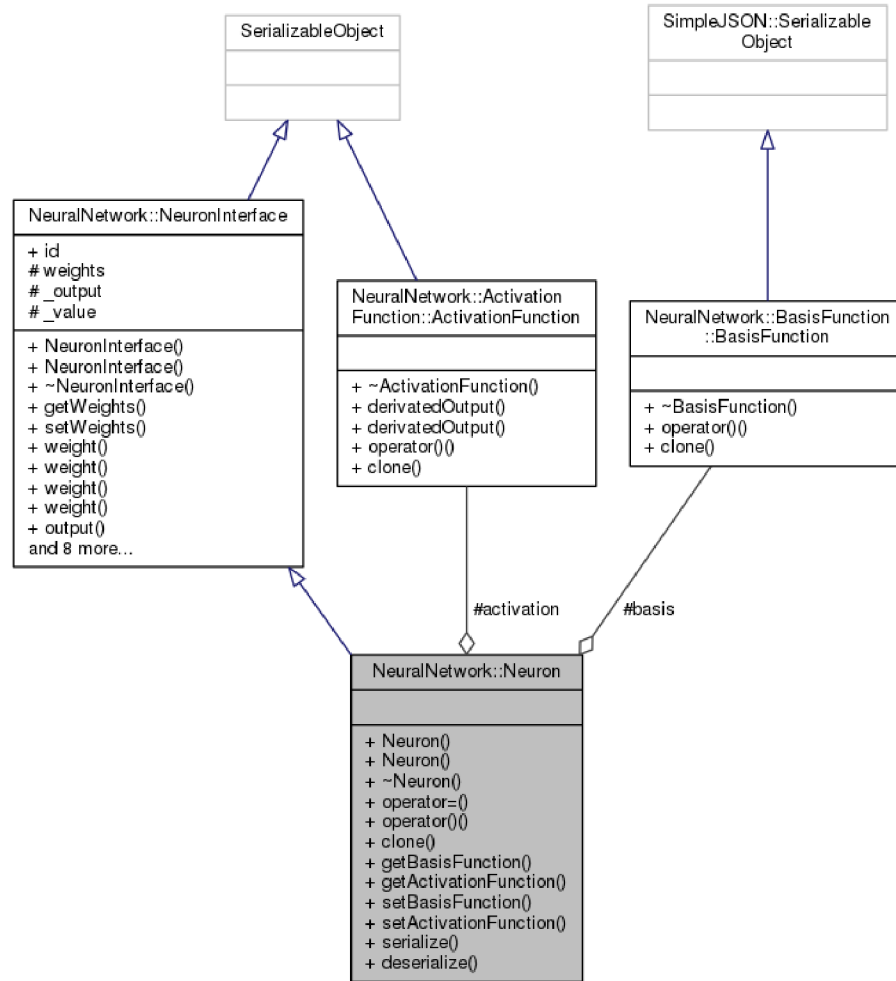 SerializableObject
SimpleJSON::Serializable
Object
NeuralNetwork::NeuronInterface
+ id
# weights
# _output
# _value
+ NeuronInterface()
+ NeuronInterface()
+ ~NeuronInterface()
+ getWeights()
+ setWeights()
+ weight()
+ weight()
+ weight()
+ weight()
+ output()
and 8 more...
NeuralNetwork::Activation
Function::ActivationFunction
+ ~ActivationFunction()
+ derivatedOutput()
+ derivatedOutput()
+ operator()()
+ clone()
NeuralNetwork::BasisFunction
::BasisFunction
+ ~BasisFunction()
+ operator()()
+ clone()
#activation
#basis
NeuralNetwork::Neuron
+ Neuron()
+ Neuron()
+ ~Neuron()
+ operator=()
+ operator()()
+ clone()
+ getBasisFunction()
+ getActivationFunction()
+ setBasisFunction()
+ setActivationFunction()
+ serialize()
+ deserialize()